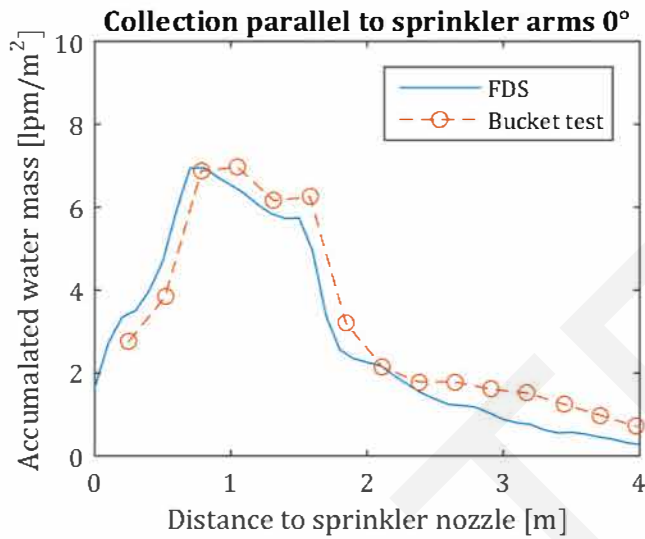 Collection parallel to sprinkler arms 0°
Accumalated water mass [lpm/m²]
10
8
6
4
2
0
FDS
Bucket test
0 1 2 3 4
Distance to sprinkler nozzle [m]